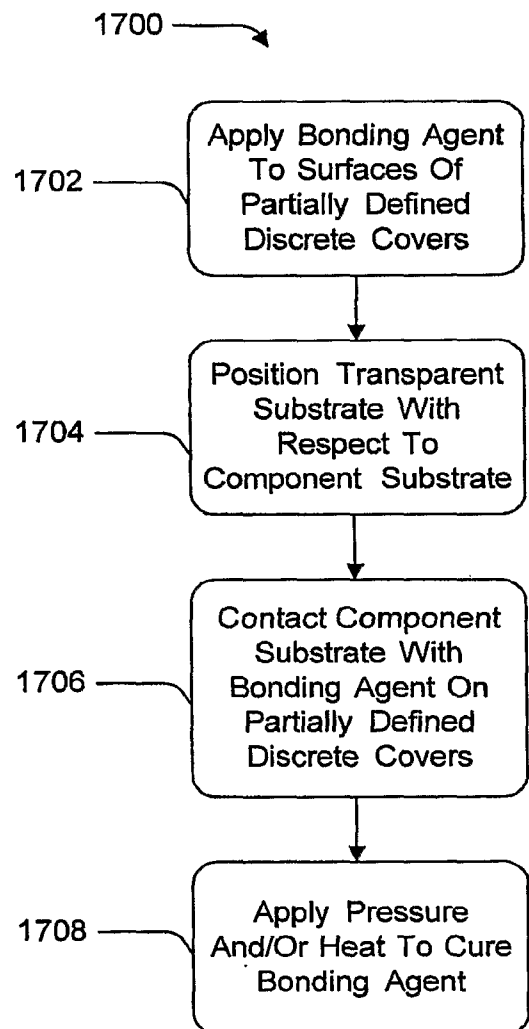 1700
1702
Apply Bonding Agent
To Surfaces Of
Partially Defined
Discrete Covers
1704
Position Transparent
Substrate With
Respect To
Component Substrate
1706
Contact Component
Substrate With
Bonding Agent On
Partially Defined
Discrete Covers
1708
Apply Pressure
And/Or Heat To Cure
Bonding Agent